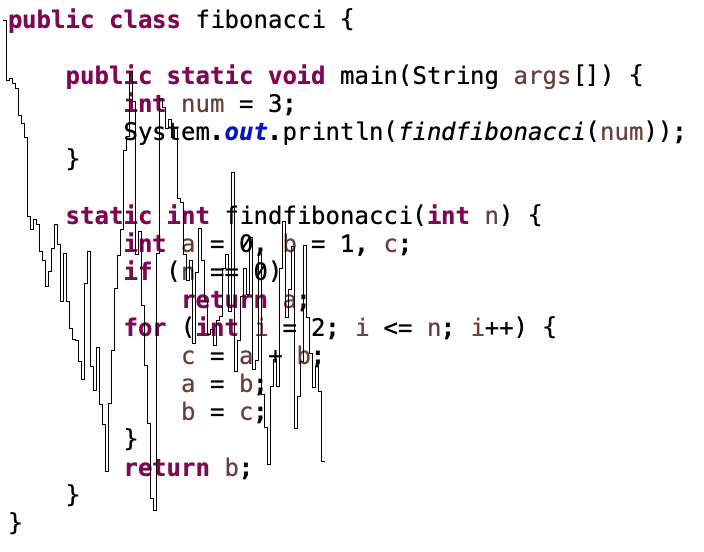 public class fibonacci {
public static void main(String args[]) {
int num = 3;
System.out.println(findfibonacci(num));
}
static int findfibonacci(int n) {
int a = 0, b = 1, c;
if (n == 0)
return a;
for (int i = 2; i <= n; i++) {
c = a + b;
a = b;
b = c;
}
return b;
}
}